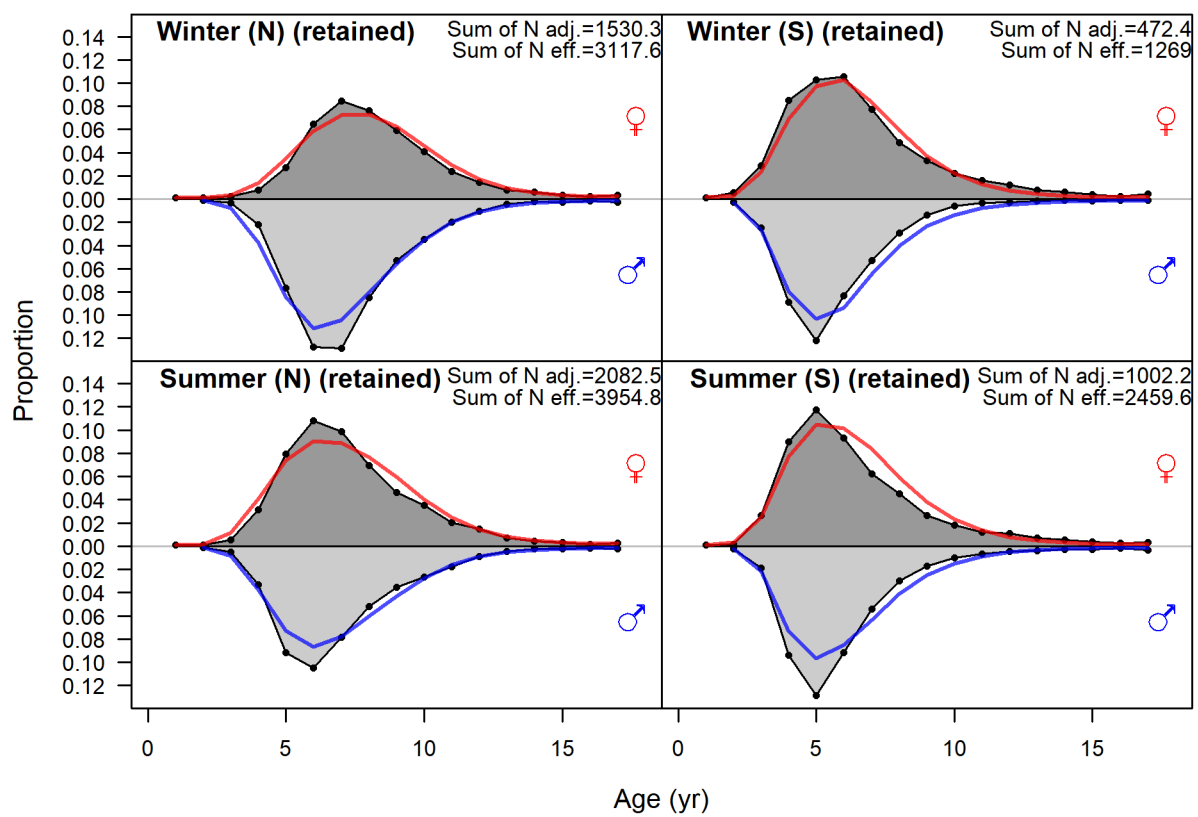 Winter (N) (retained)
Sum of N adj.=1530.3
Sum of N eff.=3117.6
Winter (S) (retained)
Sum of N adj.=472.4
Sum of N eff.=1269
0.14
0.12
0.10
0.08
0.06
0.04
0.02
0.00
0.02
0.04
0.06
0.08
0.10
0.12
♀
♂
♀
♂
Proportion
Summer (N) (retained)
Sum of N adj.=2082.5
Sum of N eff.=3954.8
Summer (S) (retained)
Sum of N adj.=1002.2
Sum of N eff.=2459.6
0.14
0.12
0.10
0.08
0.06
0.04
0.02
0.00
0.02
0.04
0.06
0.08
0.10
0.12
♀
♂
♀
♂
0 5 10 15 0 5 10 15
Age (yr)